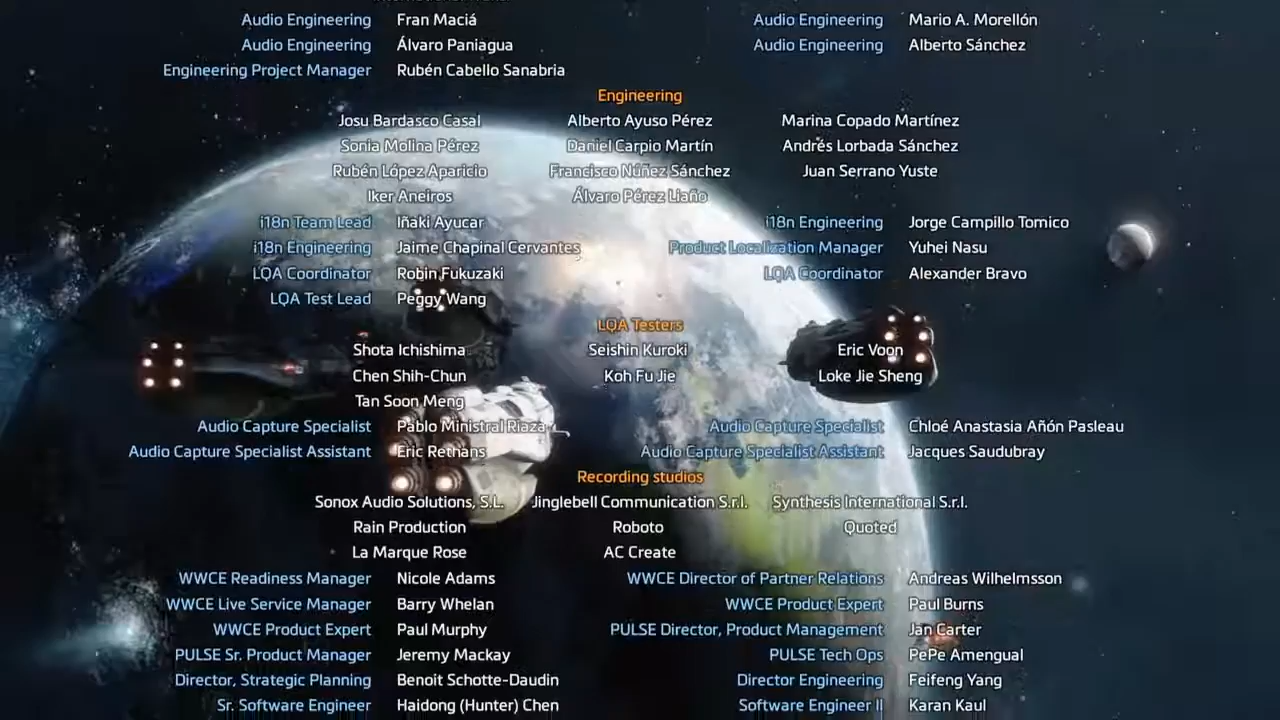 Audio Engineering Fran Maciá Audio Engineering Mario A. Morellón
Audio Engineering Álvaro Paniagua Audio Engineering Alberto Sánchez
Engineering Project Manager Rubén Cabello Sanabria
Engineering
Josu Bardasco Casal Alberto Ayuso Pérez Marina Copado Martínez
Sonia Molina Pérez Daniel Carpio Martín Andrés Lorbada Sánchez
Rubén López Aparicio Francisco Núñez Sánchez Juan Serrano Yuste
Iker Aneiros Álvaro Pérez Liaño
i18n Team Lead Iñaki Ayucar i18n Engineering Jorge Campillo Tomico
i18n Engineering Jaime Chapinal Cervantes Product Localization Manager Yuhei Nasu
LQA Coordinator Robin Fukuzaki LQA Coordinator Alexander Bravo
LQA Test Lead Peggy Wang
LQA Testers
Shota Ichishima Seishin Kuroki Eric Voon
Chen Shih-Chun Koh Fu Jie Loke Jie Sheng
Tan Soon Meng
Audio Capture Specialist Pablo Ministral Riaza Audio Capture Specialist Chloé Anastasia Añón Pasleau
Audio Capture Specialist Assistant Eric Rethans Audio Capture Specialist Assistant Jacques Saudubray
Recording studios
Sonox Audio Solutions, S.L. Jinglebell Communication S.r.l. Synthesis International S.r.l.
Rain Production Roboto Quoted
La Marque Rose AC Create
WWCE Readiness Manager Nicole Adams WWCE Director of Partner Relations Andreas Wilhelmsson
WWCE Live Service Manager Barry Whelan WWCE Product Expert Paul Burns
WWCE Product Expert Paul Murphy PULSE Director, Product Management Jan Carter
PULSE Sr. Product Manager Jeremy Mackay PULSE Tech Ops PePe Amengual
Director, Strategic Planning Benoit Schotte-Daudin Director Engineering Feifeng Yang
Sr. Software Engineer Haidong (Hunter) Chen Software Engineer II Karan Kaul